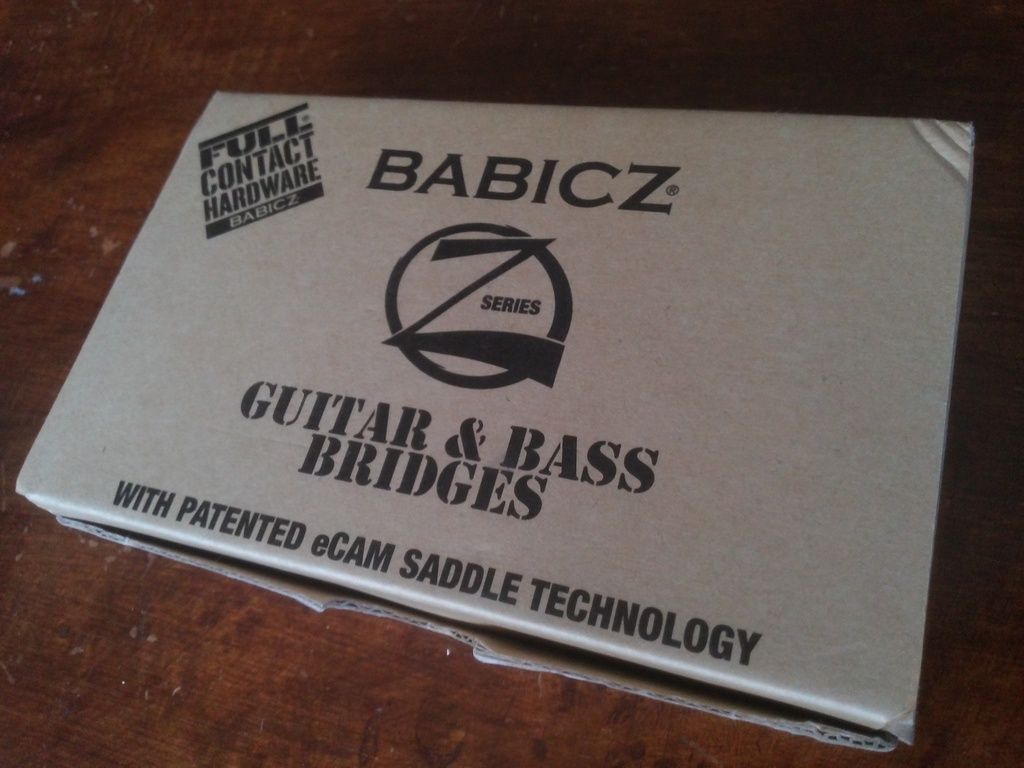 FULL
CONTACT
HARDWARE
BABICZ
BABICZ®
Z
SERIES
GUITAR & BASS
BRIDGES
WITH PATENTED eCAM SADDLE TECHNOLOGY